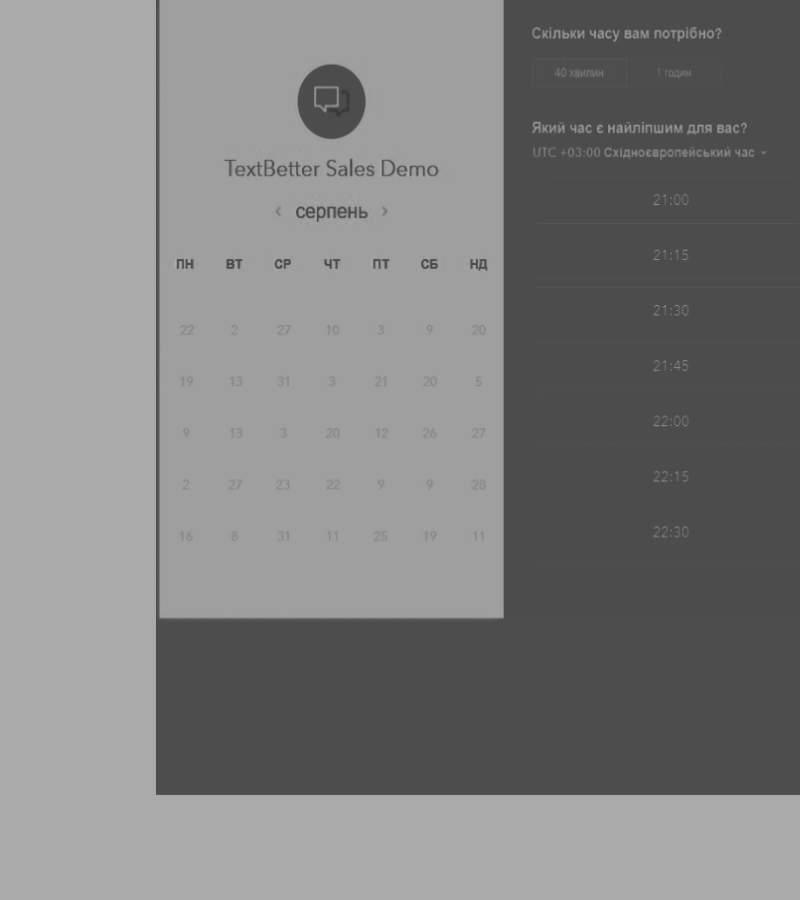 TextBetter Sales Demo
‹ серпень ›
ПН ВТ СР ЧТ ПТ СБ НД
22 2 27 10 3 9 20
19 13 31 3 21 20 5
9 13 3 20 12 26 27
2 27 23 22 9 9 28
16 8 31 11 25 19 11
Скільки часу вам потрібно?
40 хвилин 1 годин
Який час є найліпшим для вас?
UTC +03:00 Східноєвропейський час
21:00
21:15
21:30
21:45
22:00
22:15
22:30